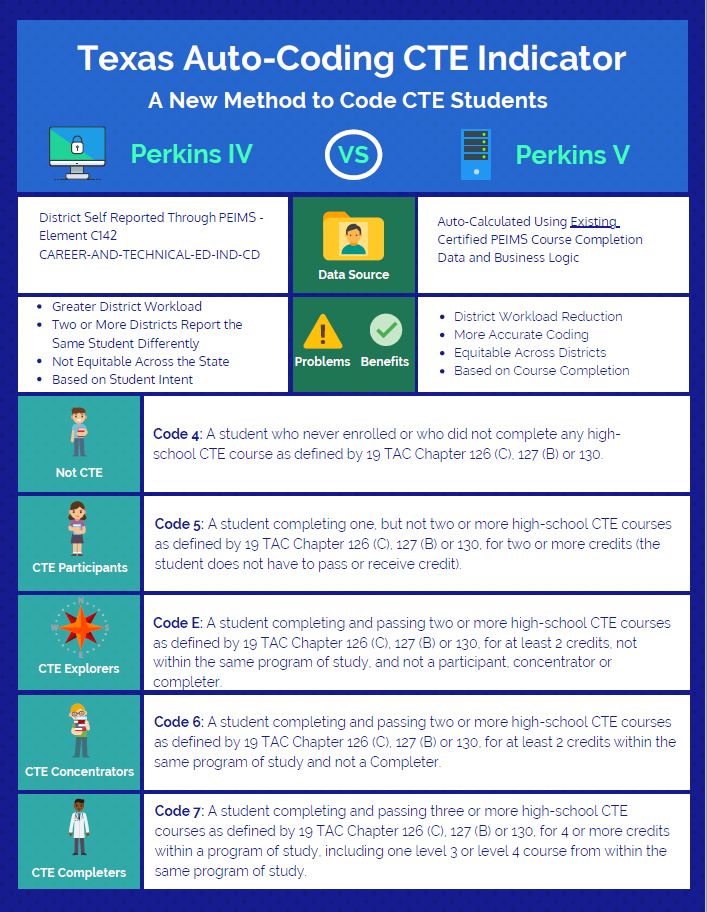 Texas Auto-Coding CTE Indicator
A New Method to Code CTE Students
Perkins IV
VS
Perkins V
District Self Reported Through PEIMS -
Element C142
CAREER-AND-TECHNICAL-ED-IND-CD
Data Source
Auto-Calculated Using Existing
Certified PEIMS Course Completion
Data and Business Logic
• Greater District Workload
• Two or More Districts Report the
Same Student Differently
• Not Equitable Across the State
• Based on Student Intent
Problems
Benefits
• District Workload Reduction
• More Accurate Coding
• Equitable Across Districts
• Based on Course Completion
Not CTE
Code 4: A student who never enrolled or who did not complete any high-
school CTE course as defined by 19 TAC Chapter 126 (C), 127 (B) or 130.
CTE Participants
Code 5: A student completing one, but not two or more high-school CTE courses
as defined by 19 TAC Chapter 126 (C), 127 (B) or 130, for two or more credits (the
student does not have to pass or receive credit).
N
W
E
S
CTE Explorers
Code E: A student completing and passing two or more high-school CTE courses
as defined by 19 TAC Chapter 126 (C), 127 (B) or 130, for at least 2 credits, not
within the same program of study, and not a participant, concentrator or
completer.
CTE Concentrators
Code 6: A student completing and passing two or more high-school CTE courses
as defined by 19 TAC Chapter 126 (C), 127 (B) or 130, for at least 2 credits within the
same program of study and not a Completer.
CTE Completers
Code 7: A student completing and passing three or more high-school CTE
courses as defined by 19 TAC Chapter 126 (C), 127 (B) or 130, for 4 or more credits
within a program of study, including one level 3 or level 4 course from within the
same program of study.